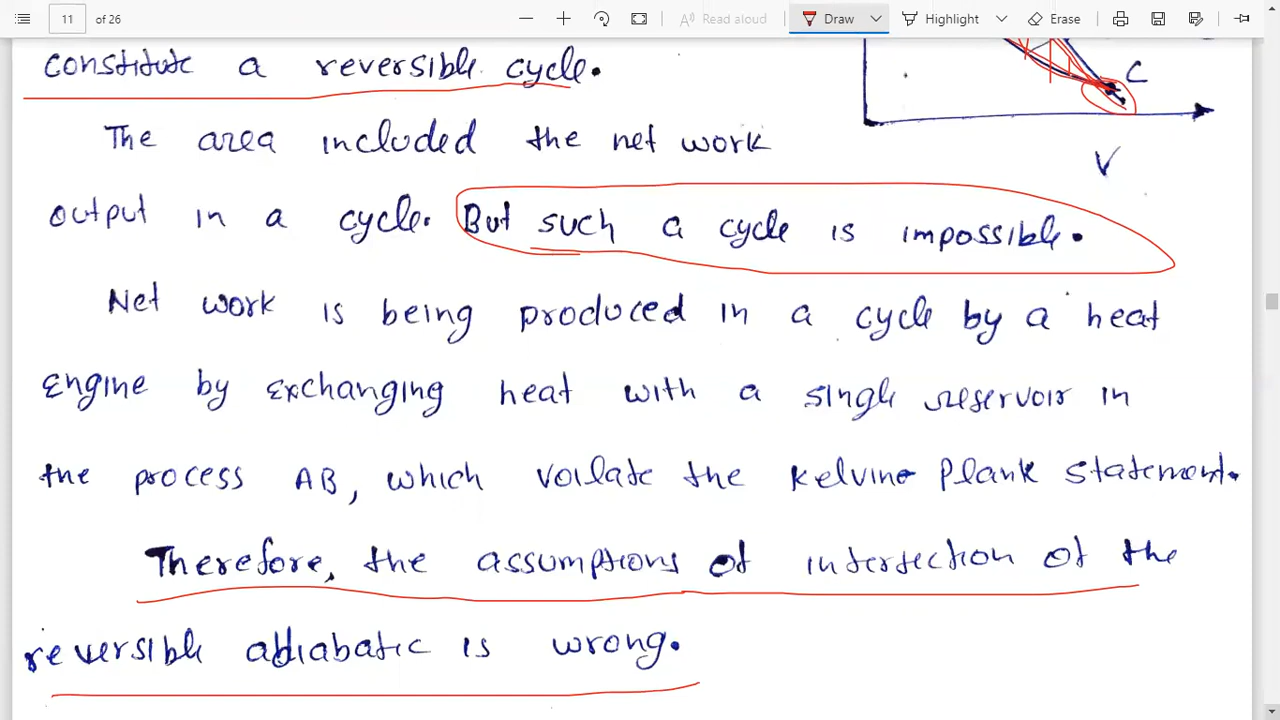 11 of 26
Read aloud
Draw
Highlight
Erase
constitute a reversible cycle.
C
The area included the net work
V
output in a cycle. But such a cycle is impossible.
Net work is being produced in a cycle by a heat
engine by exchanging heat with a single reservoir in
the process AB, which voilate the Kelvine Plank statement.
Therefore, the assumptions of intersection of the
reversible adiabatic is wrong.